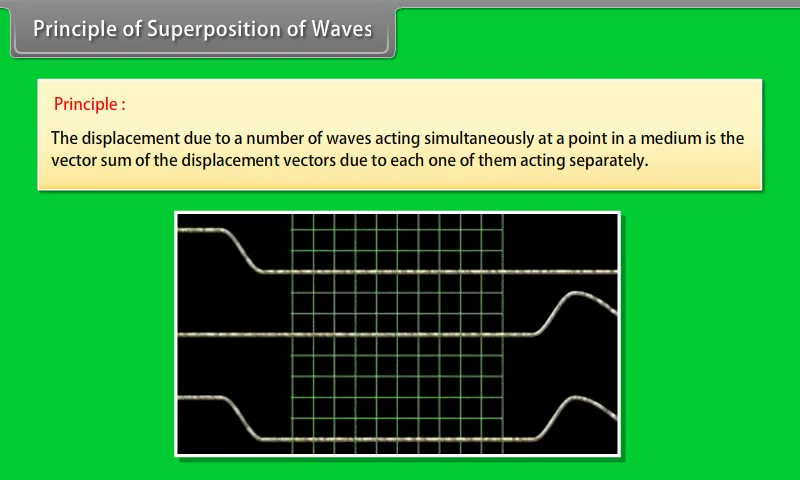 Principle of Superposition of Waves
Principle :
The displacement due to a number of waves acting simultaneously at a point in a medium is the
vector sum of the displacement vectors due to each one of them acting separately.